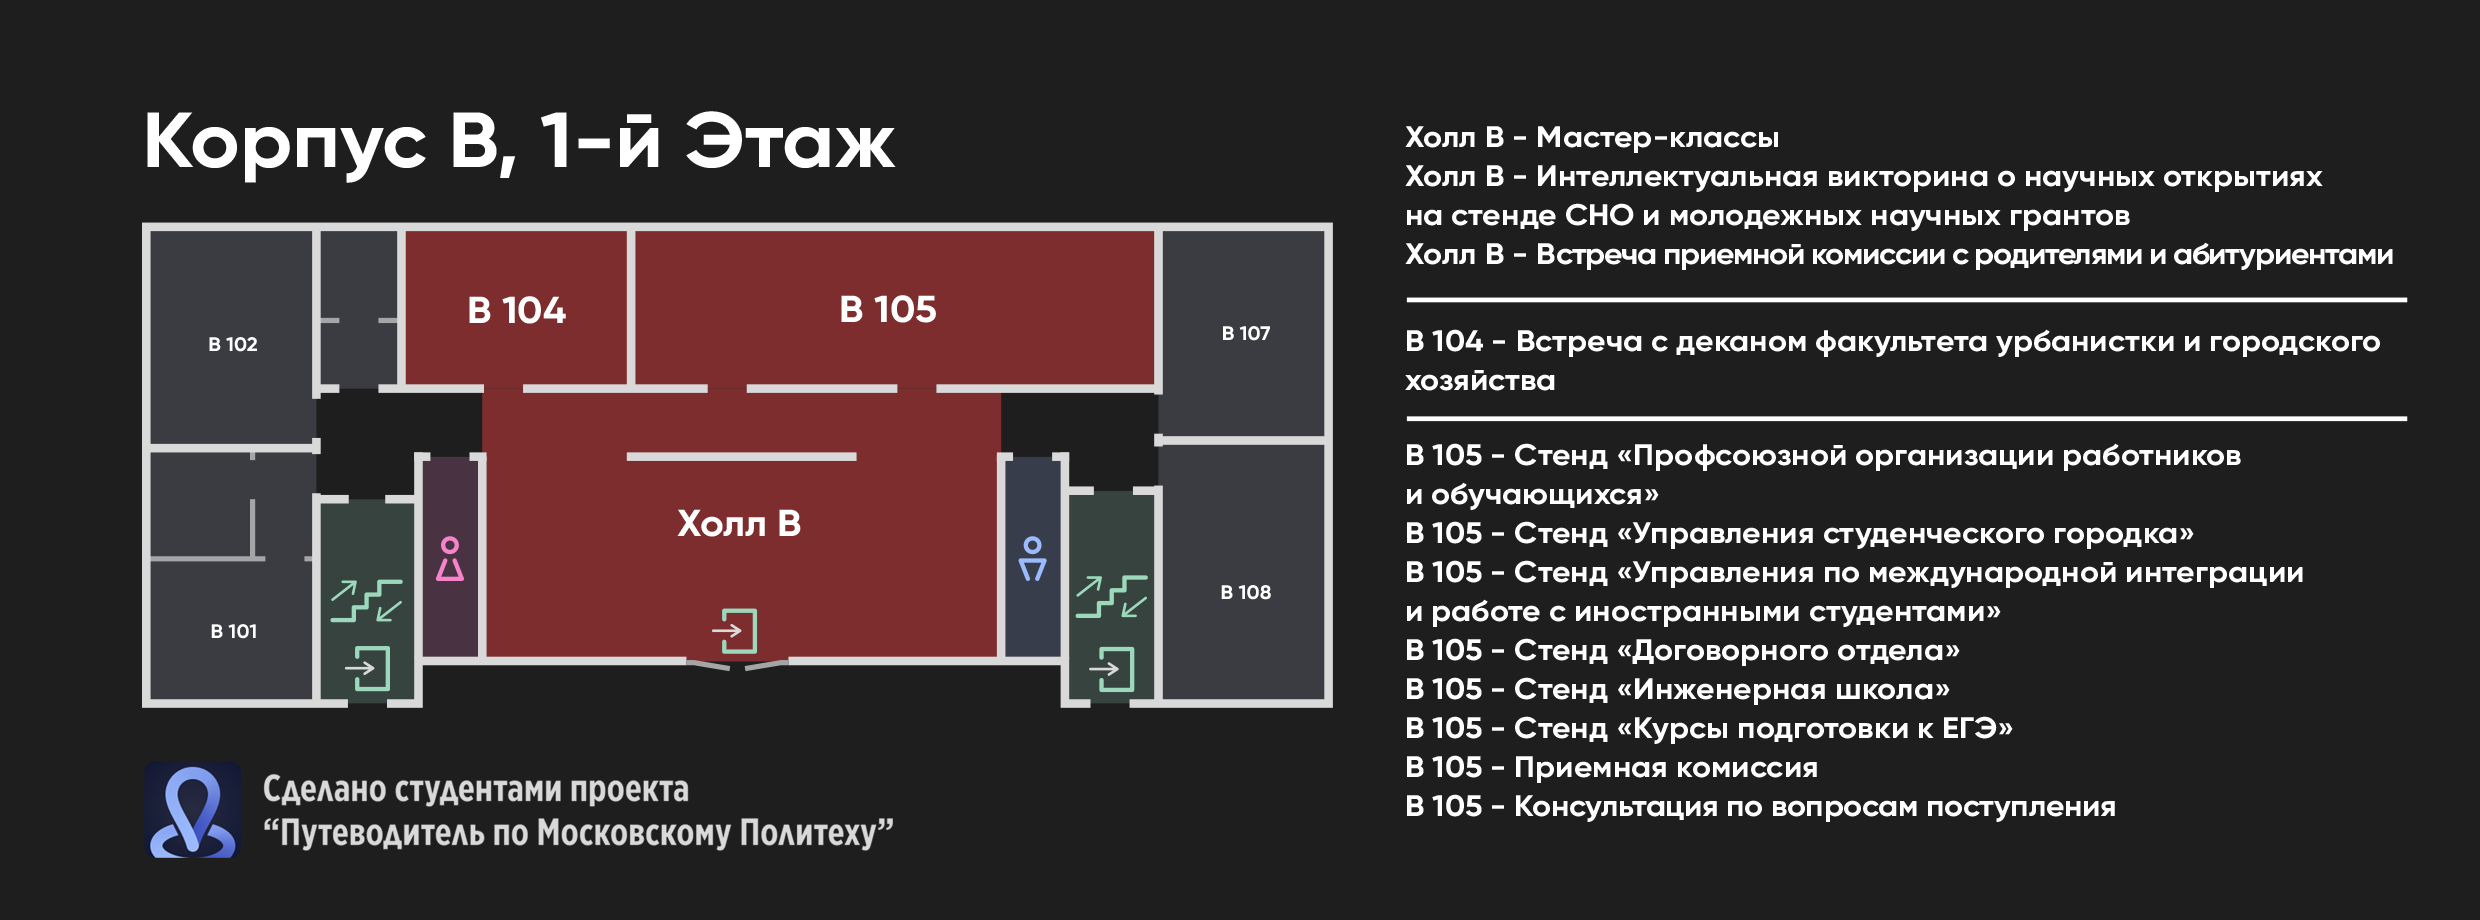 Корпус В, 1-й Этаж
В 102
В 104
В 105
В 107
Холл В
В 101
В 108
Сделано студентами проекта
“Путеводитель по Московскому Политеху”
Холл В - Мастер-классы
Холл В - Интеллектуальная викторина о научных открытиях
на стенде СНО и молодежных научных грантов
Холл В - Встреча приемной комиссии с родителями и абитуриентами
В 104 - Встреча с деканом факультета урбанистки и городского
хозяйства
В 105 - Стенд «Профсоюзной организации работников
и обучающихся»
В 105 - Стенд «Управления студенческого городка»
В 105 - Стенд «Управления по международной интеграции
и работе с иностранными студентами»
В 105 - Стенд «Договорного отдела»
В 105 - Стенд «Инженерная школа»
В 105 - Стенд «Курсы подготовки к ЕГЭ»
В 105 - Приемная комиссия
В 105 - Консультация по вопросам поступления